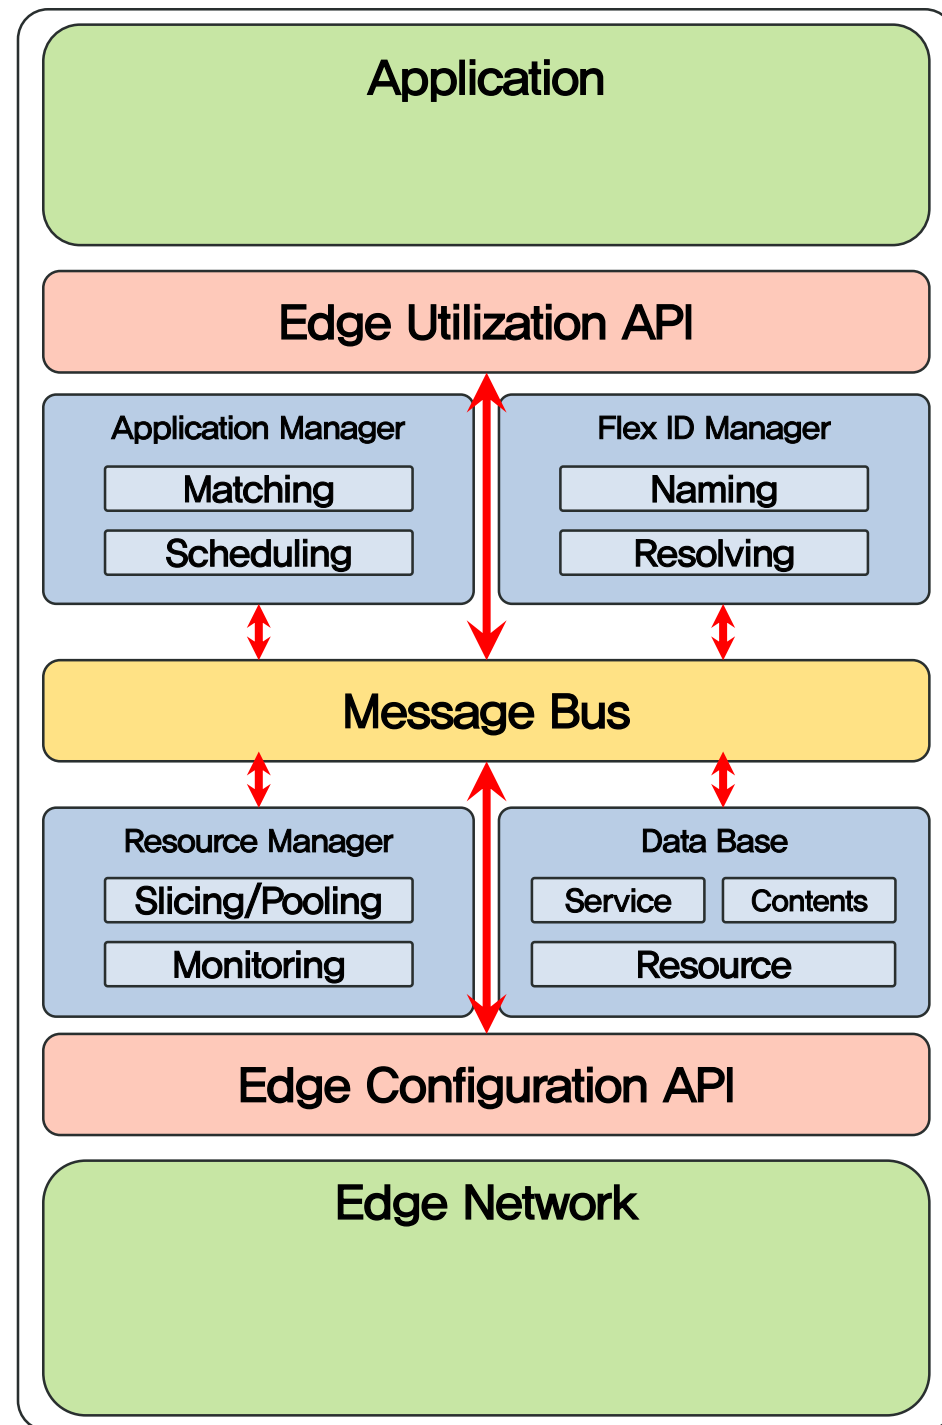 Application
Edge Utilization API
Application Manager
Matching
Scheduling
Flex ID Manager
Naming
Resolving
Message Bus
Resource Manager
Slicing/Pooling
Monitoring
Data Base
Service
Contents
Resource
Edge Configuration API
Edge Network